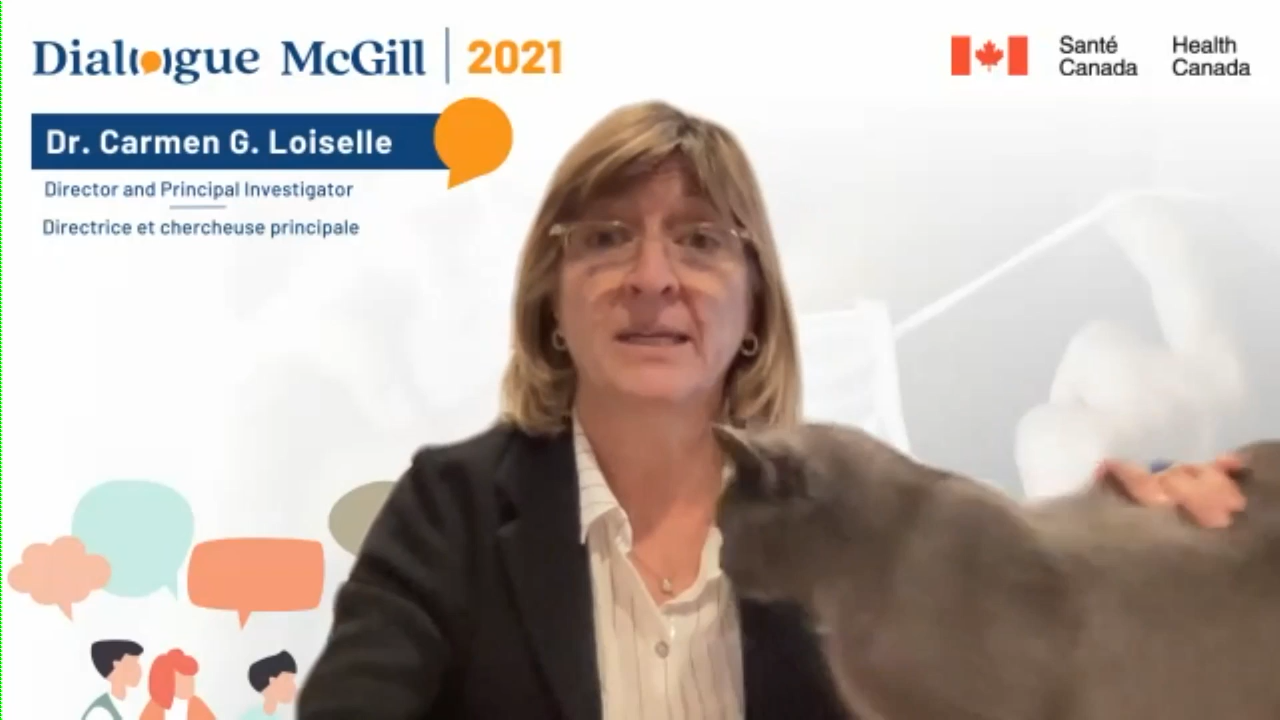 Dialogue McGill | 2021
Santé Canada
Health Canada
Dr. Carmen G. Loiselle
Director and Principal Investigator
Directrice et chercheuse principale